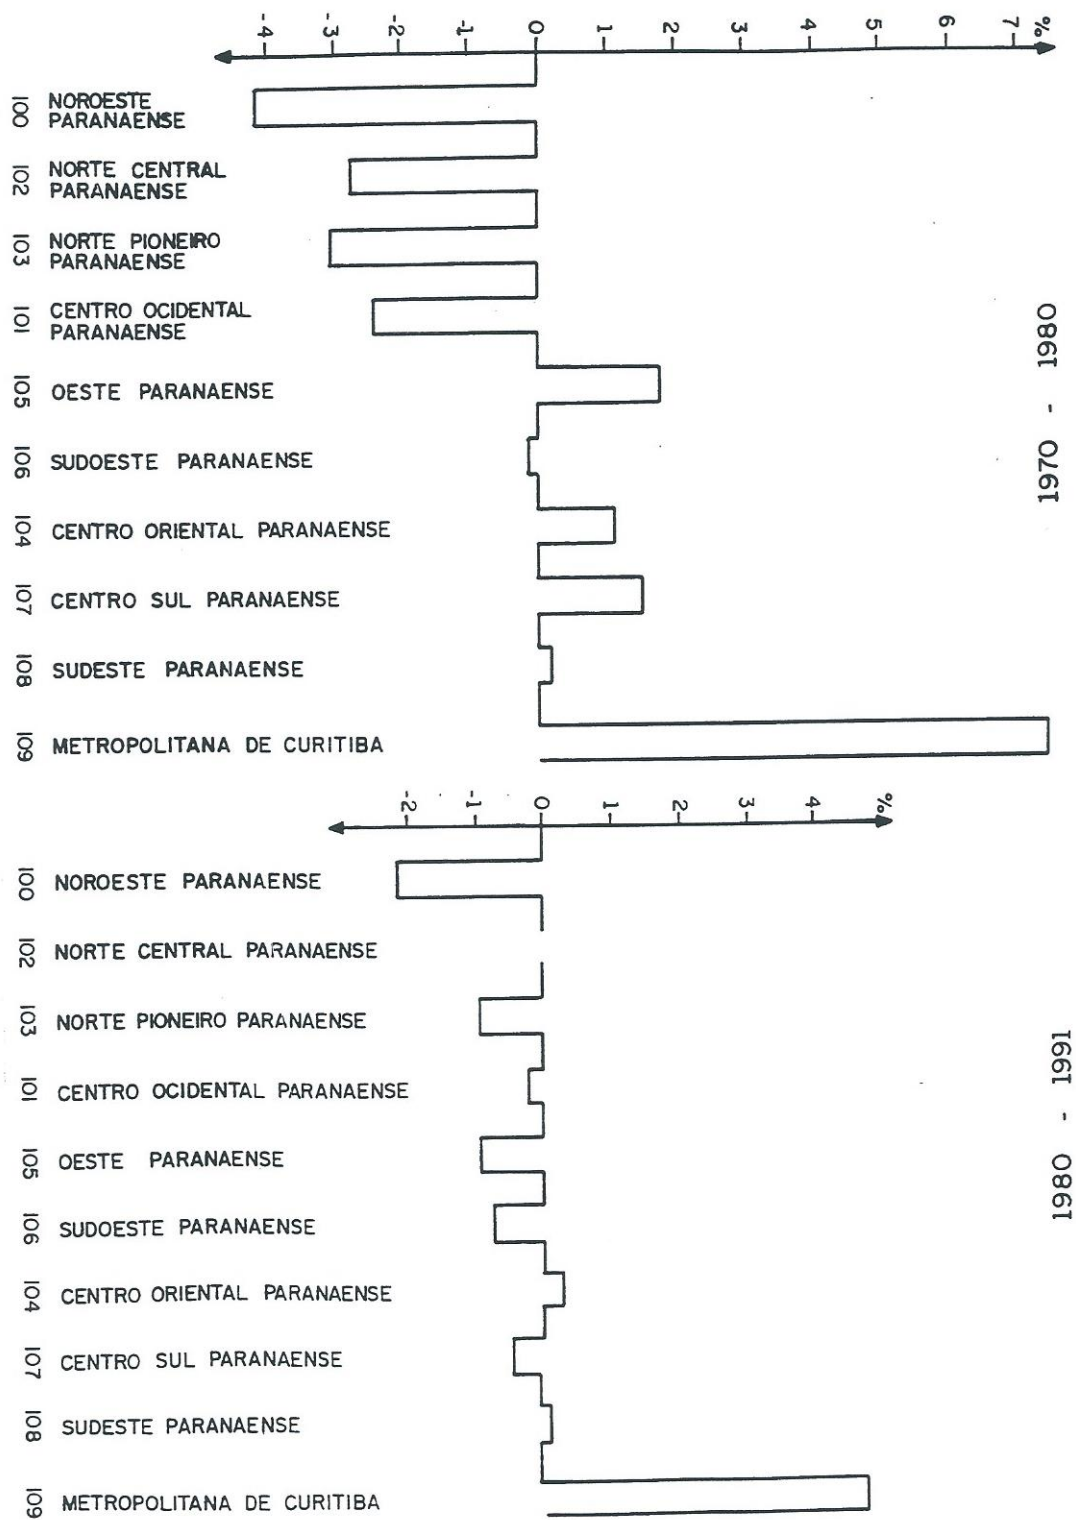 1970 - 1980
-4 -3 -2 -1 0 1 2 3 4 5 6 7 %
100 NOROESTE
PARANAENSE
102 NORTE CENTRAL
PARANAENSE
103 NORTE PIONEIRO
PARANAENSE
101 CENTRO OCIDENTAL
PARANAENSE
105 OESTE PARANAENSE
106 SUDOESTE PARANAENSE
104 CENTRO ORIENTAL PARANAENSE
107 CENTRO SUL PARANAENSE
108 SUDESTE PARANAENSE
109 METROPOLITANA DE CURITIBA
1980 - 1991
-2 -1 0 1 2 3 4 %
100 NOROESTE PARANAENSE
102 NORTE CENTRAL PARANAENSE
103 NORTE PIONEIRO PARANAENSE
101 CENTRO OCIDENTAL PARANAENSE
105 OESTE PARANAENSE
106 SUDOESTE PARANAENSE
104 CENTRO ORIENTAL PARANAENSE
107 CENTRO SUL PARANAENSE
108 SUDESTE PARANAENSE
109 METROPOLITANA DE CURITIBA